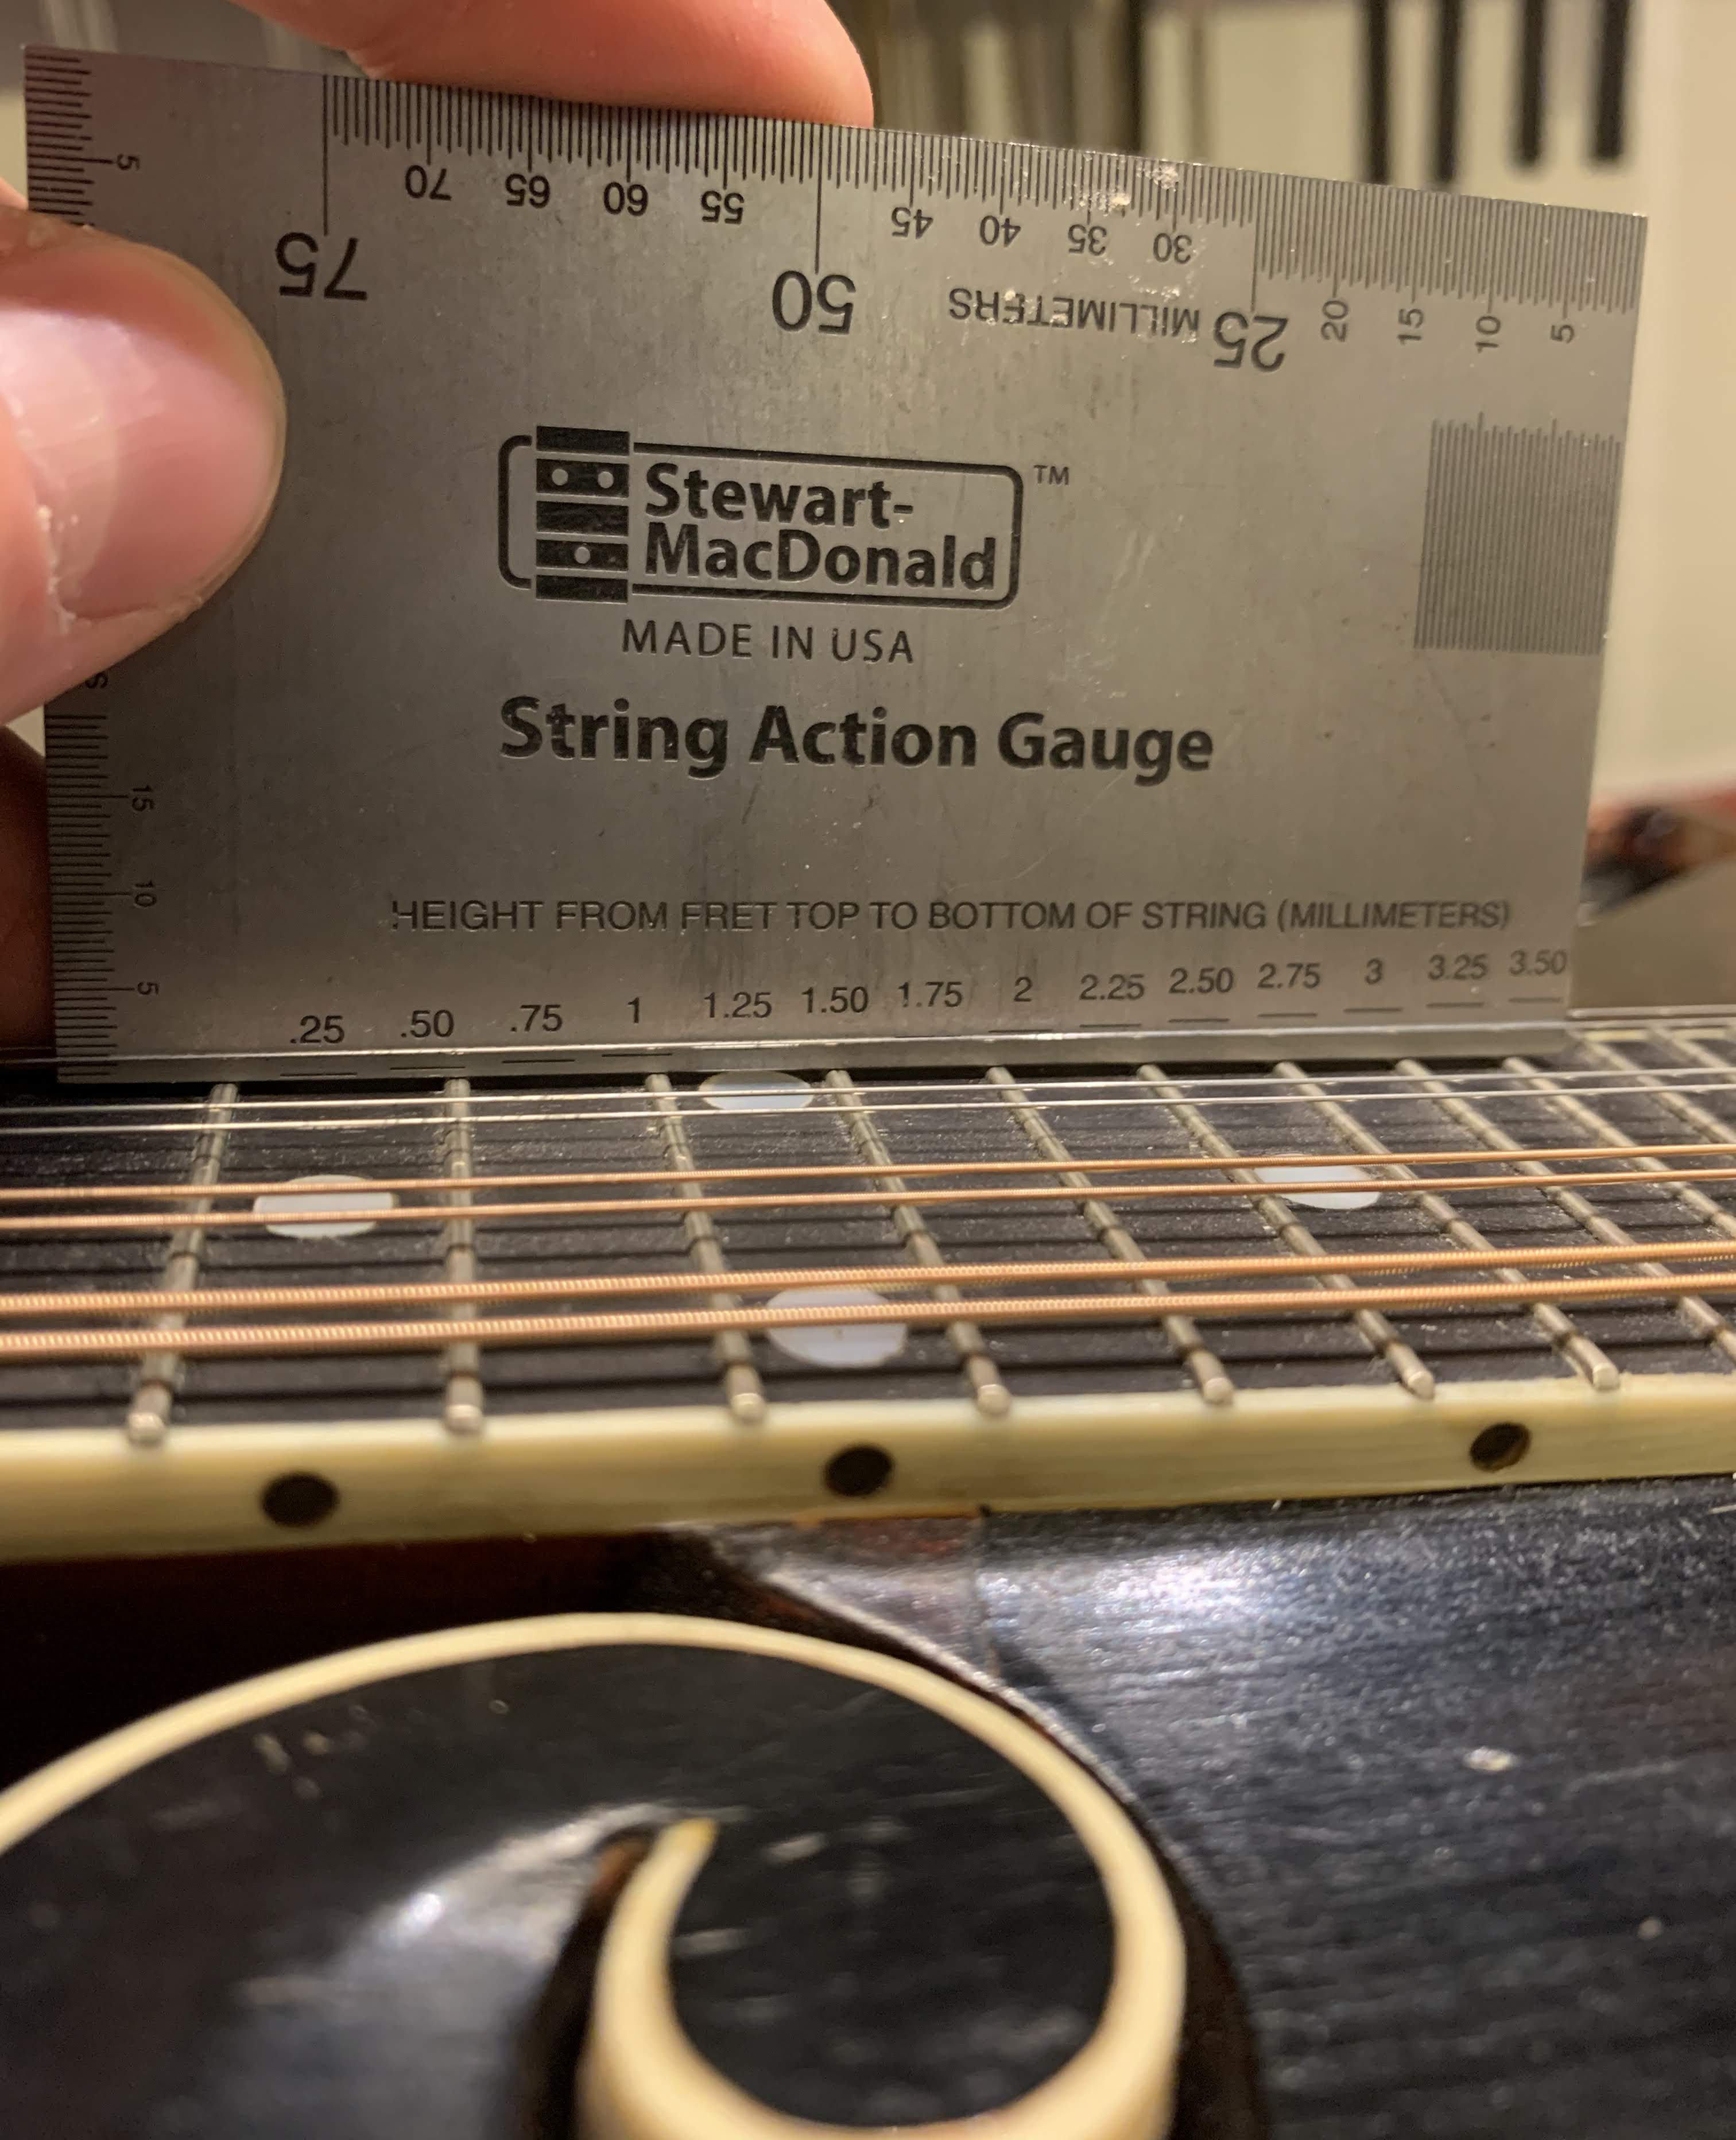 5
70 65 60 55 45 40 35 30 20 15 10 5
75 50 MILLIMETERS 25
Stewart-
MacDonald
TM
MADE IN USA
String Action Gauge
15
10
5
HEIGHT FROM FRET TOP TO BOTTOM OF STRING (MILLIMETERS)
.25 .50 .75 1 1.25 1.50 1.75 2 2.25 2.50 2.75 3 3.25 3.50